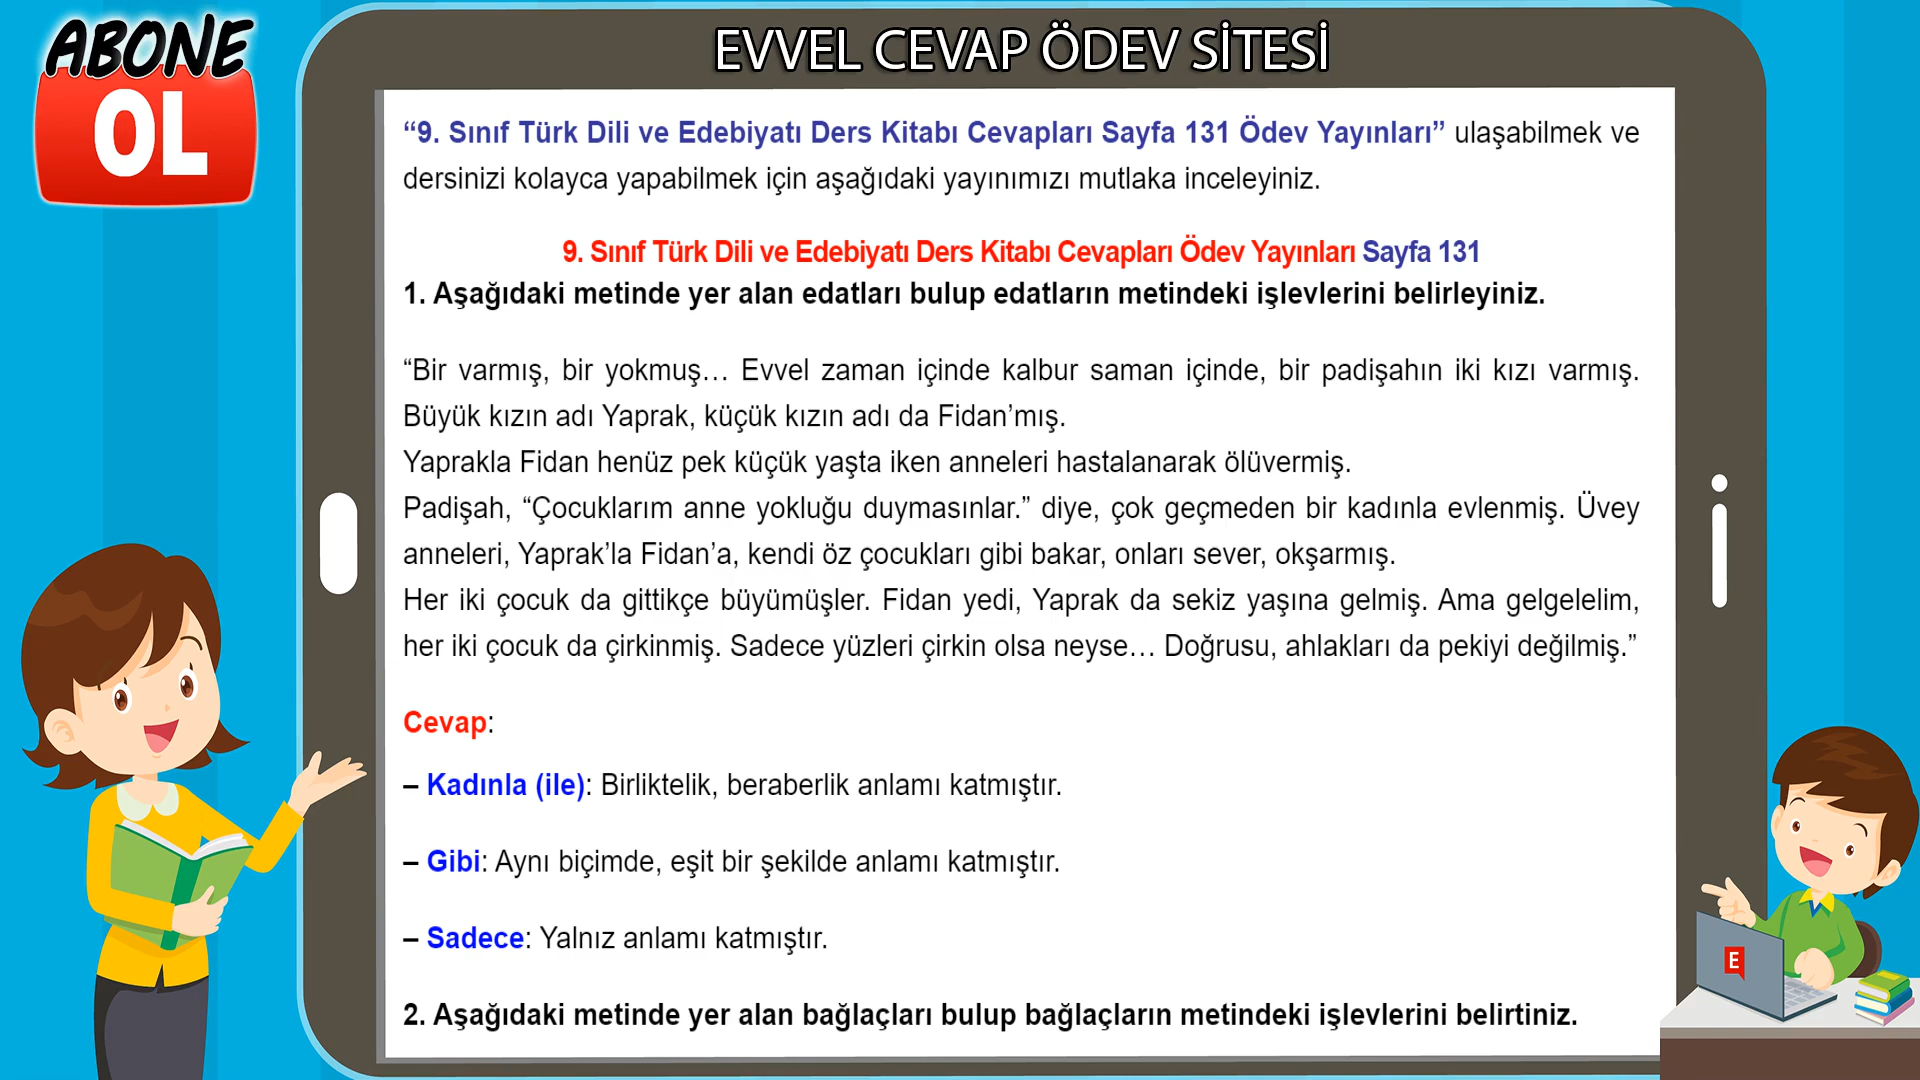 ABONE
OL
EVVEL CEVAP ÖDEV SİTESİ
“9. Sınıf Türk Dili ve Edebiyatı Ders Kitabı Cevapları Sayfa 131 Ödev Yayınları” ulaşabilmek ve
dersinizi kolayca yapabilmek için aşağıdaki yayınımızı mutlaka inceleyiniz.
9. Sınıf Türk Dili ve Edebiyatı Ders Kitabı Cevapları Ödev Yayınları Sayfa 131
1. Aşağıdaki metinde yer alan edatları bulup edatların metindeki işlevlerini belirleyiniz.
“Bir varmış, bir yokmuş… Evvel zaman içinde kalbur saman içinde, bir padişahın iki kızı varmış.
Büyük kızın adı Yaprak, küçük kızın adı da Fidan’mış.
Yaprakla Fidan henüz pek küçük yaşta iken anneleri hastalanarak ölüvermiş.
Padişah, “Çocuklarım anne yokluğu duymasınlar.” diye, çok geçmeden bir kadınla evlenmiş. Üvey
anneleri, Yaprak’la Fidan’a, kendi öz çocukları gibi bakar, onları sever, okşarmış.
Her iki çocuk da gittikçe büyümüşler. Fidan yedi, Yaprak da sekiz yaşına gelmiş. Ama gelgelelim,
her iki çocuk da çirkinmiş. Sadece yüzleri çirkin olsa neyse… Doğrusu, ahlakları da pekiyi değilmiş.”
Cevap:
– Kadınla (ile): Birliktelik, beraberlik anlamı katmıştır.
– Gibi: Aynı biçimde, eşit bir şekilde anlamı katmıştır.
– Sadece: Yalnız anlamı katmıştır.
2. Aşağıdaki metinde yer alan bağlaçları bulup bağlaçların metindeki işlevlerini belirtiniz.
E